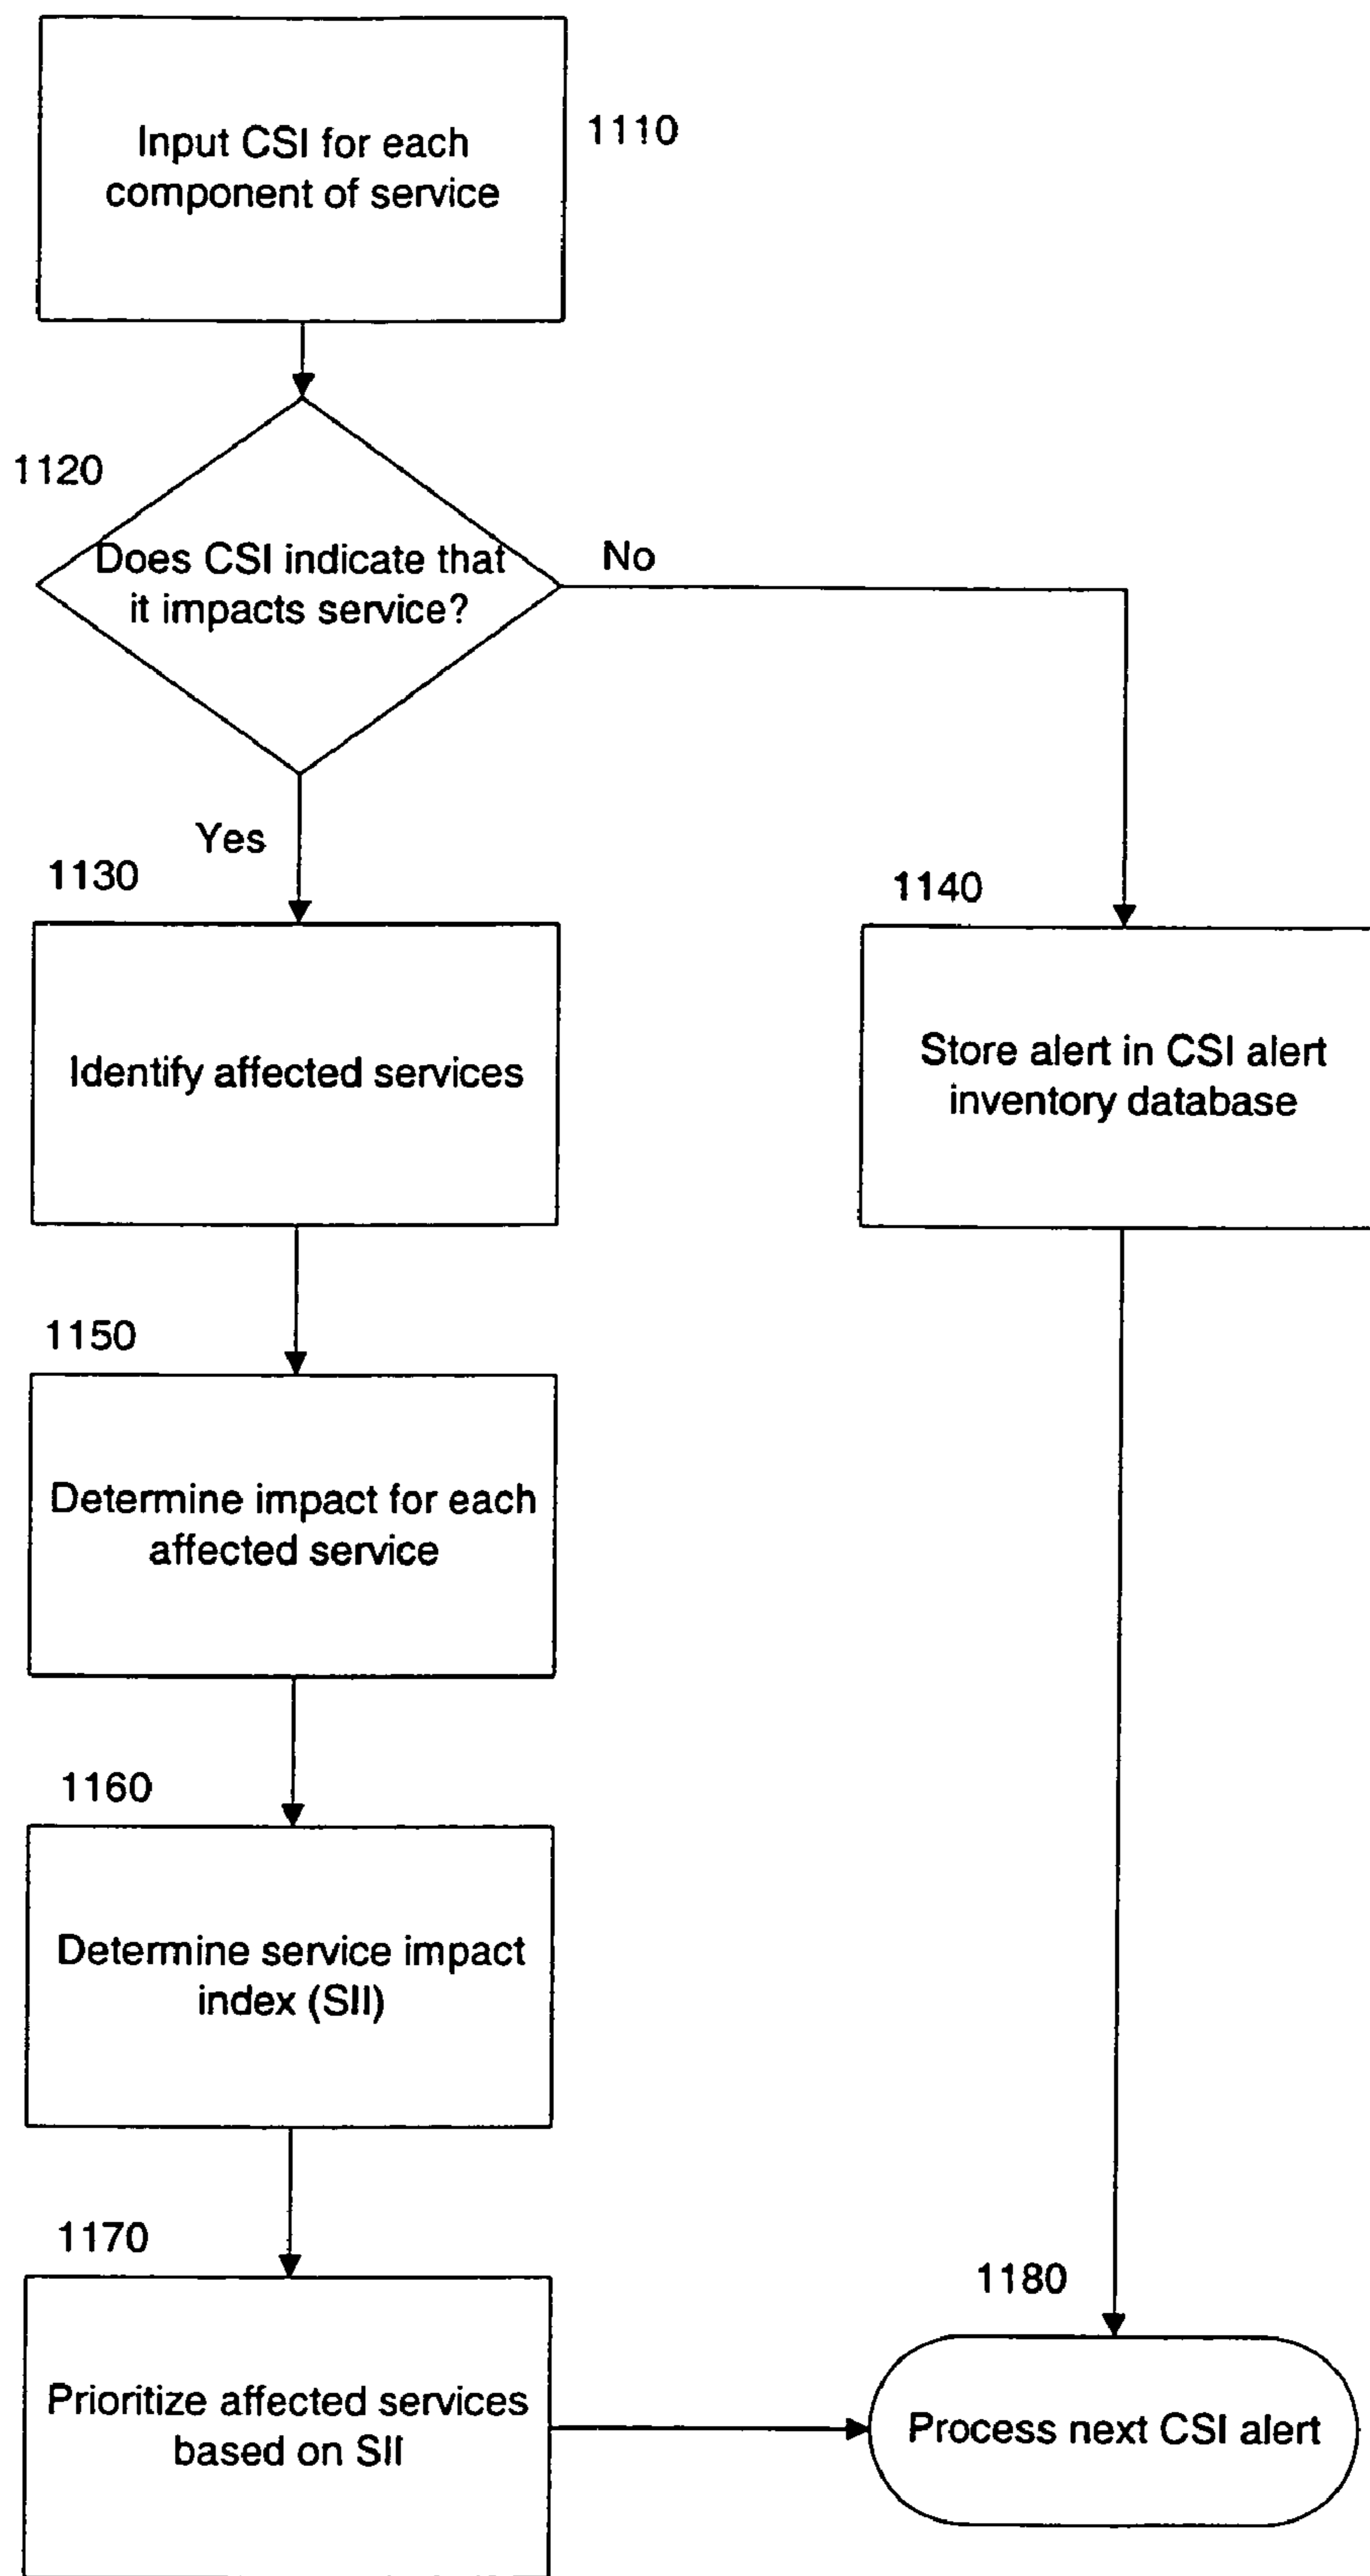 Input CSI for each
component of service
1110
1120
Does CSI indicate that
it impacts service?
No
Yes
1130
Identify affected services
1140
Store alert in CSI alert
inventory database
1150
Determine impact for each
affected service
1160
Determine service impact
index (SII)
1170
Prioritize affected services
based on SII
1180
Process next CSI alert